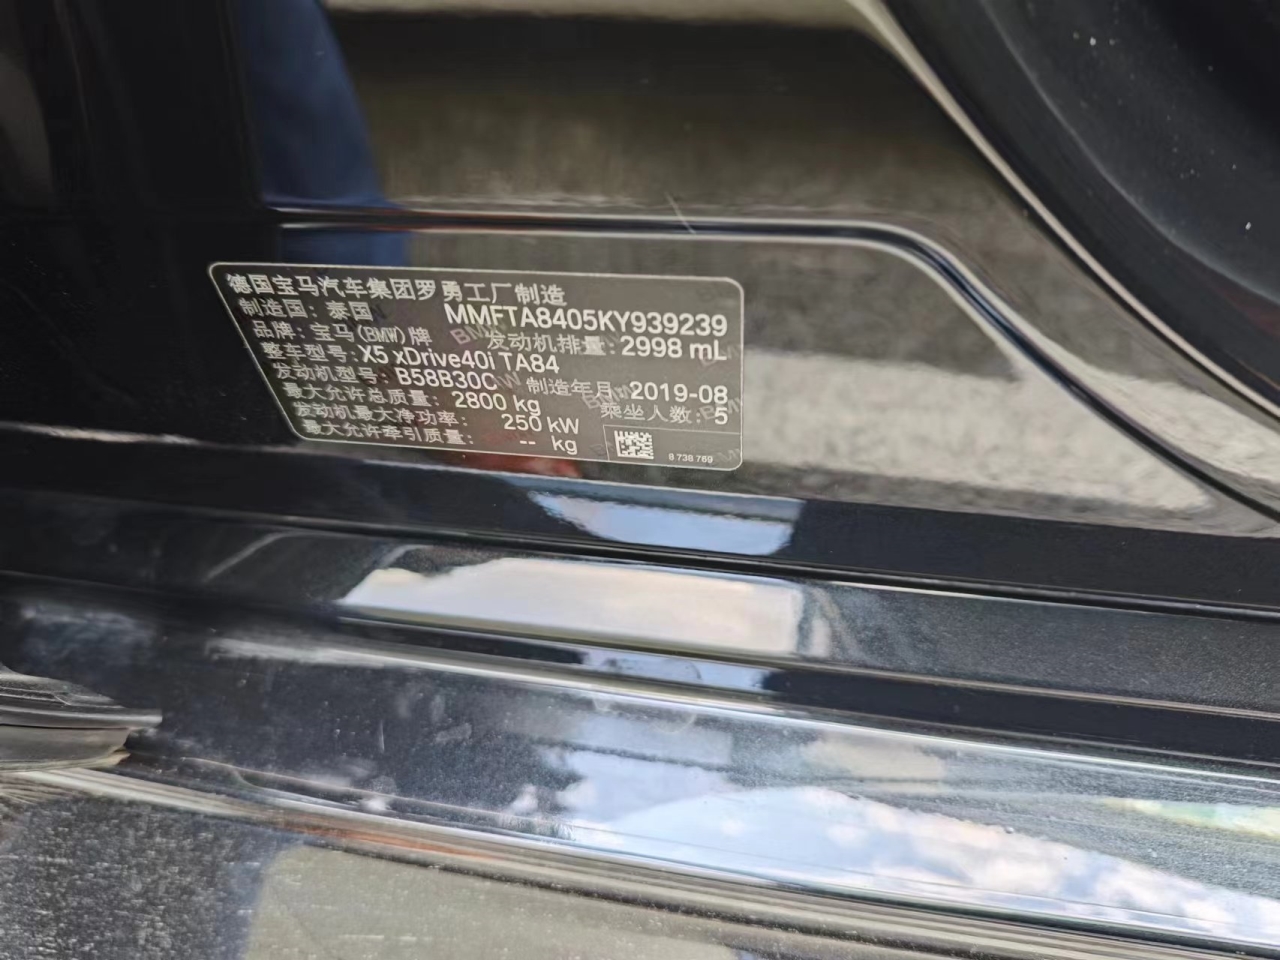 德国宝马汽车集团罗勇工厂制造
制造国：泰国 MMFTA8405KY939239
品牌：宝马(BMW)牌 发动机排量：2998 mL
整车型号：X5 xDrive40i TA84
发动机型号：B58B30C 制造年月：2019-08
最大允许总质量：2800 kg 乘坐人数：5
发动机最大净功率：250 kW
最大允许牵引质量：-- kg
8 738 769